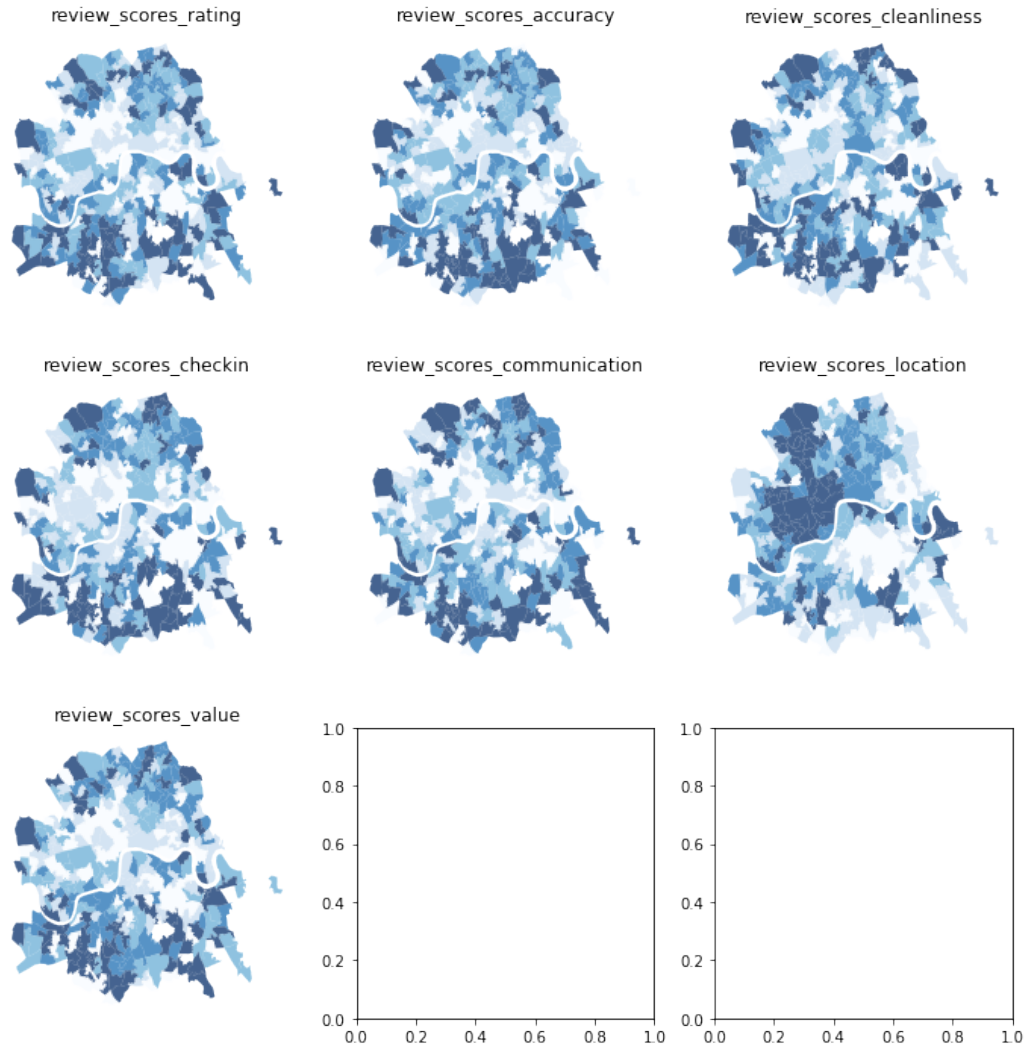 review_scores_rating
review_scores_accuracy
review_scores_cleanliness
review_scores_checkin
review_scores_communication
review_scores_location
review_scores_value
1.0
0.8
0.6
0.4
0.2
0.0
0.0 0.2 0.4 0.6 0.8 1.0
1.0
0.8
0.6
0.4
0.2
0.0
0.0 0.2 0.4 0.6 0.8 1.0